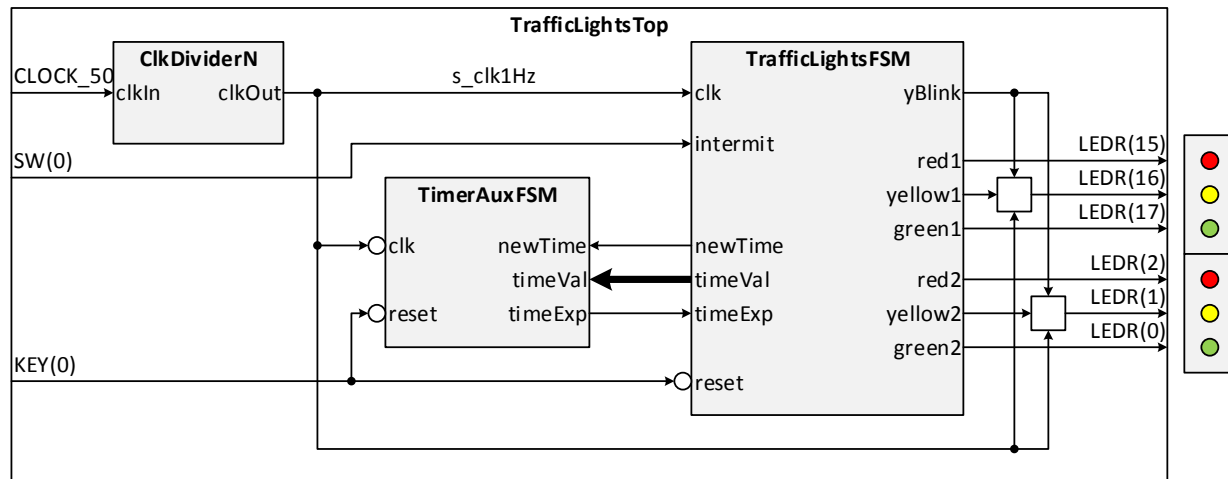 TrafficLightsTop
ClkDividerN
TrafficLightsFSM
CLOCK_50
clkIn
clkOut
s_clk1Hz
clk
yBlink
SW(0)
intermit
red1
LEDR(15)
yellow1
LEDR(16)
green1
LEDR(17)
TimerAuxFSM
clk
newTime
newTime
timeVal
timeVal
reset
timeExp
timeExp
red2
LEDR(2)
yellow2
LEDR(1)
green2
LEDR(0)
KEY(0)
reset